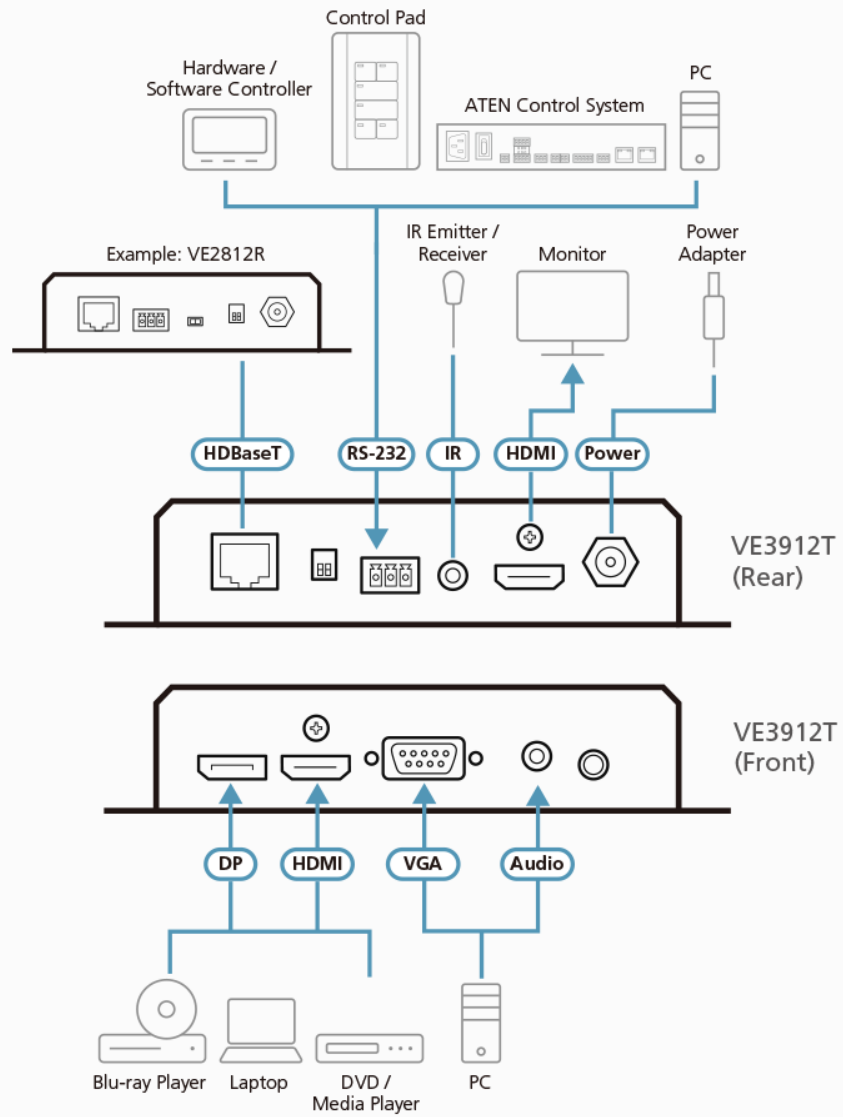 Control Pad
Hardware /
Software Controller
PC
ATEN Control System
IR Emitter /
Receiver
Monitor
Power
Adapter
Example: VE2812R
HDBaseT
RS-232
IR
HDMI
Power
VE3912T
(Rear)
VE3912T
(Front)
DP
HDMI
VGA
Audio
Blu-ray Player
Laptop
DVD /
Media Player
PC